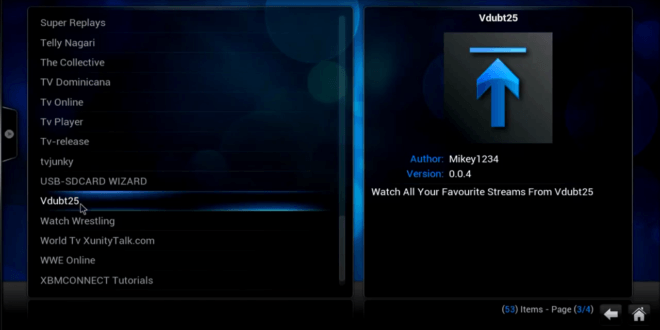 Super Replays
Telly Nagari
The Collective
TV Dominicana
Tv Online
Tv Player
Tv-release
tvjunky
USB-SDCARD WIZARD
Vdubt25
Watch Wrestling
World Tv XunityTalk.com
WWE Online
XBMCONNECT Tutorials
Vdubt25
Author: Mikey1234
Version: 0.0.4
Watch All Your Favourite Streams From Vdubt25
(53) Items - Page (3/4)